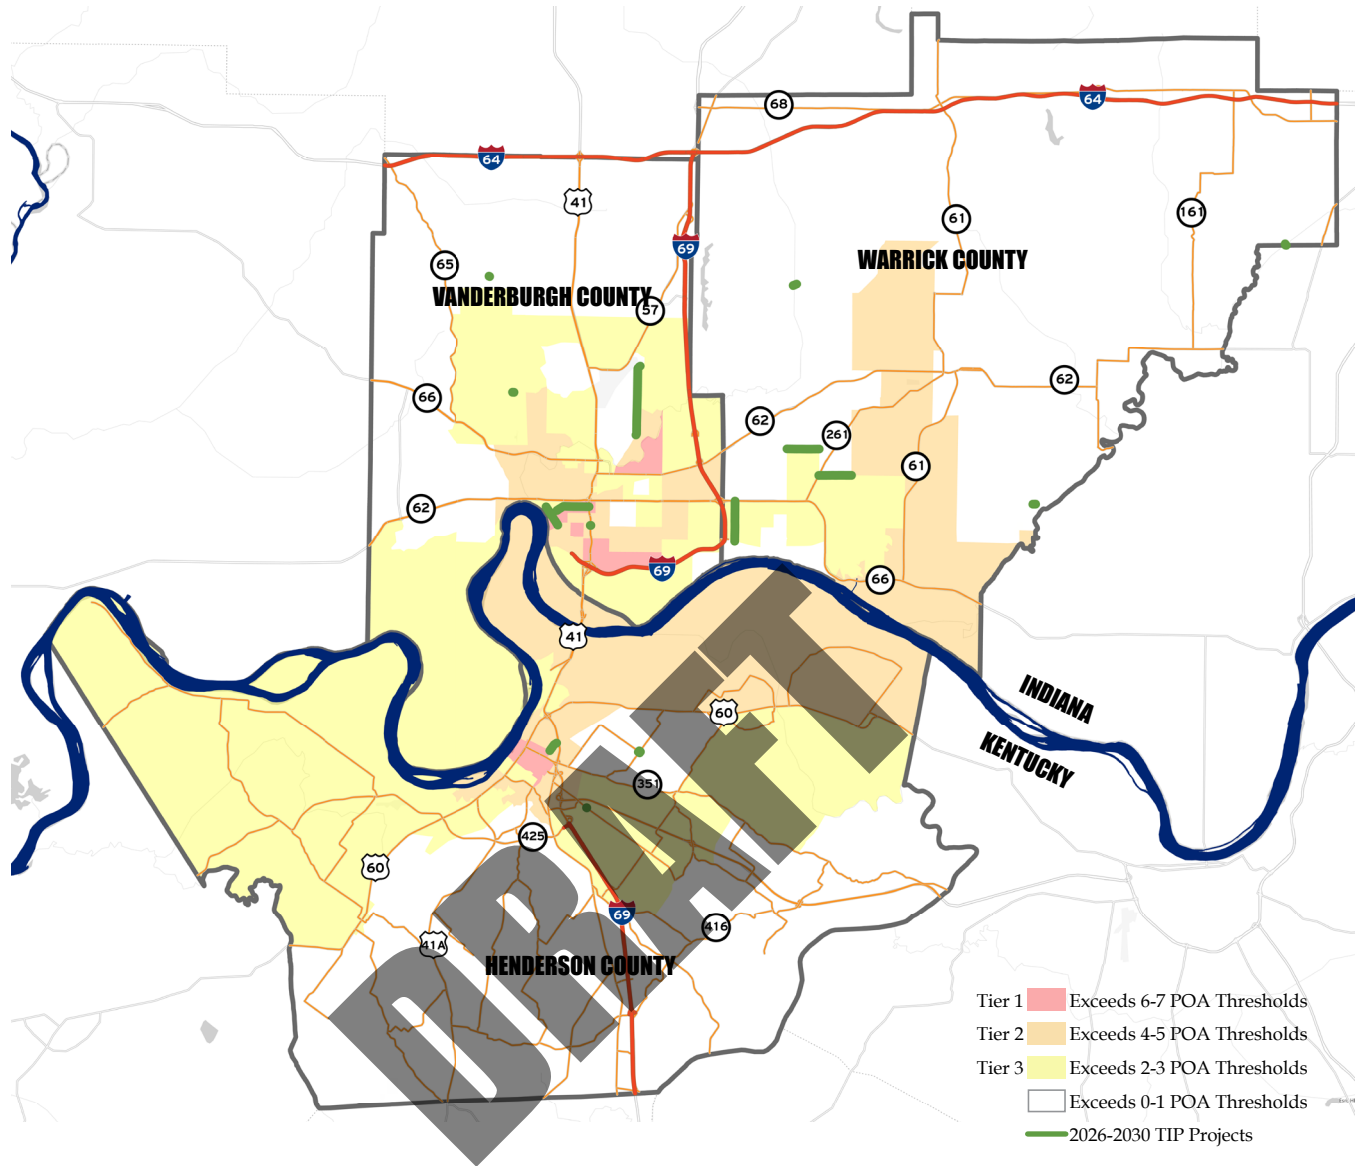 68
64
64
41
61
161
69
65
WARRICK COUNTY
VANDERBURGH COUNTY
57
62
66
62
261
61
62
69
66
41
INDIANA
60
KENTUCKY
351
425
60
69
416
41A
HENDERSON COUNTY
DRAFT
Tier 1 Exceeds 6-7 POA Thresholds
Tier 2 Exceeds 4-5 POA Thresholds
Tier 3 Exceeds 2-3 POA Thresholds
Exceeds 0-1 POA Thresholds
2026-2030 TIP Projects